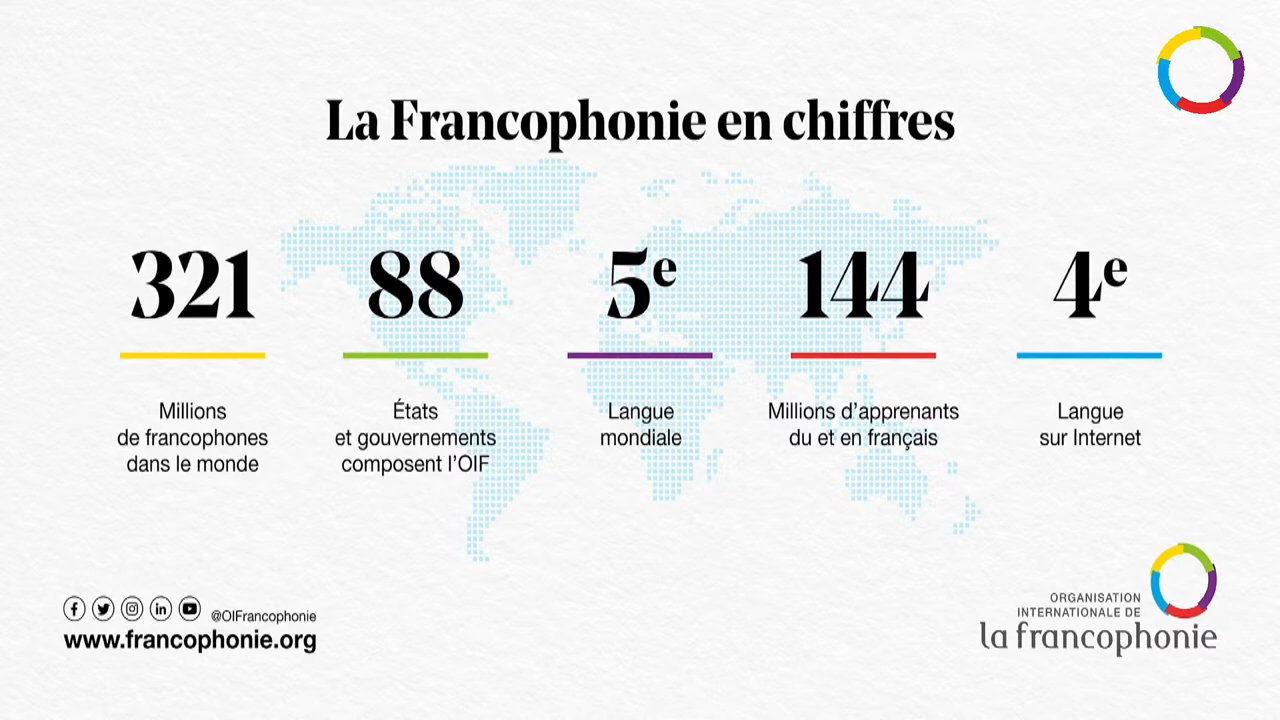 La Francophonie en chiffres
321
Millions
de francophones
dans le monde
88
États
et gouvernements
composent l’OIF
5e
Langue
mondiale
144
Millions d’apprenants
du et en français
4e
Langue
sur Internet
@OIFrancophonie
www.francophonie.org
ORGANISATION
INTERNATIONALE DE
la francophonie